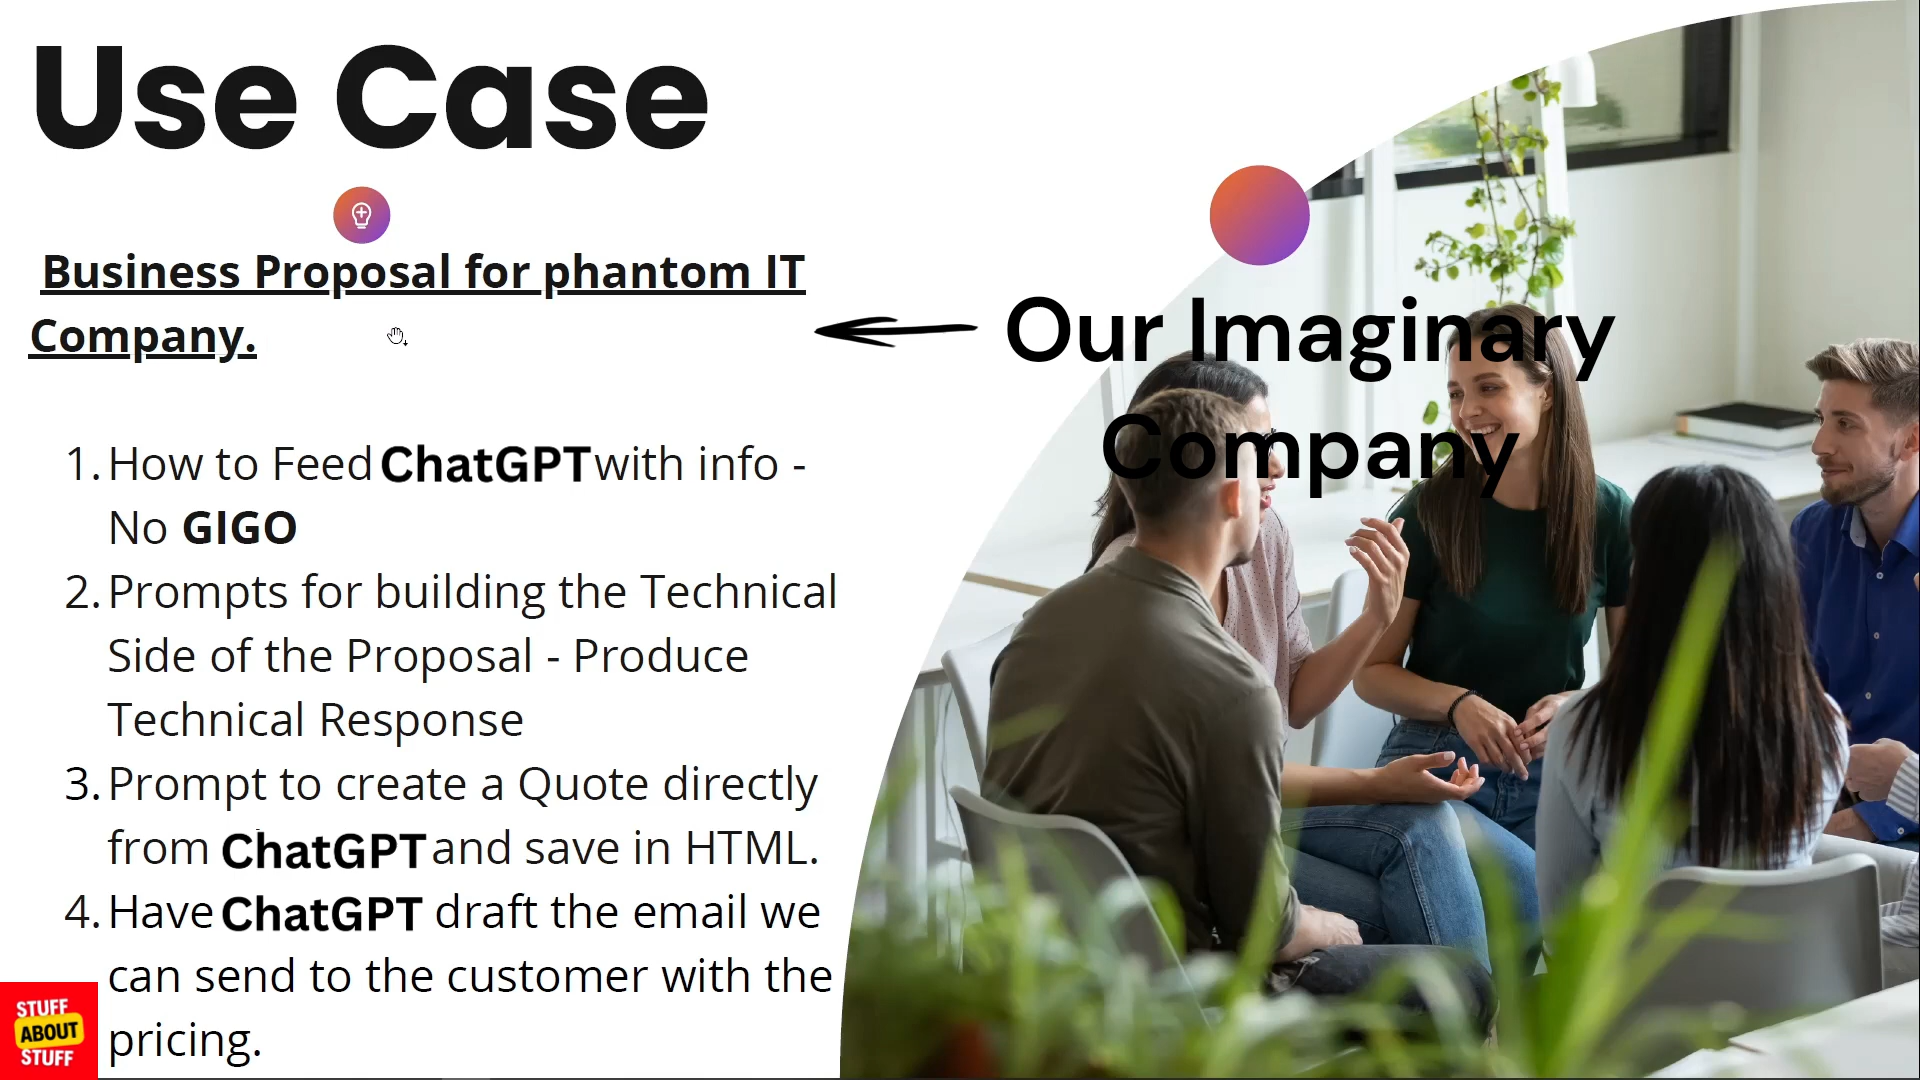 Use Case
Business Proposal for phantom IT
Company.
Our Imaginary
Company
1. How to Feed ChatGPT with info -
No GIGO
2. Prompts for building the Technical
Side of the Proposal - Produce
Technical Response
3. Prompt to create a Quote directly
from ChatGPT and save in HTML.
4. Have ChatGPT draft the email we
can send to the customer with the
pricing.
STUFF
ABOUT
STUFF